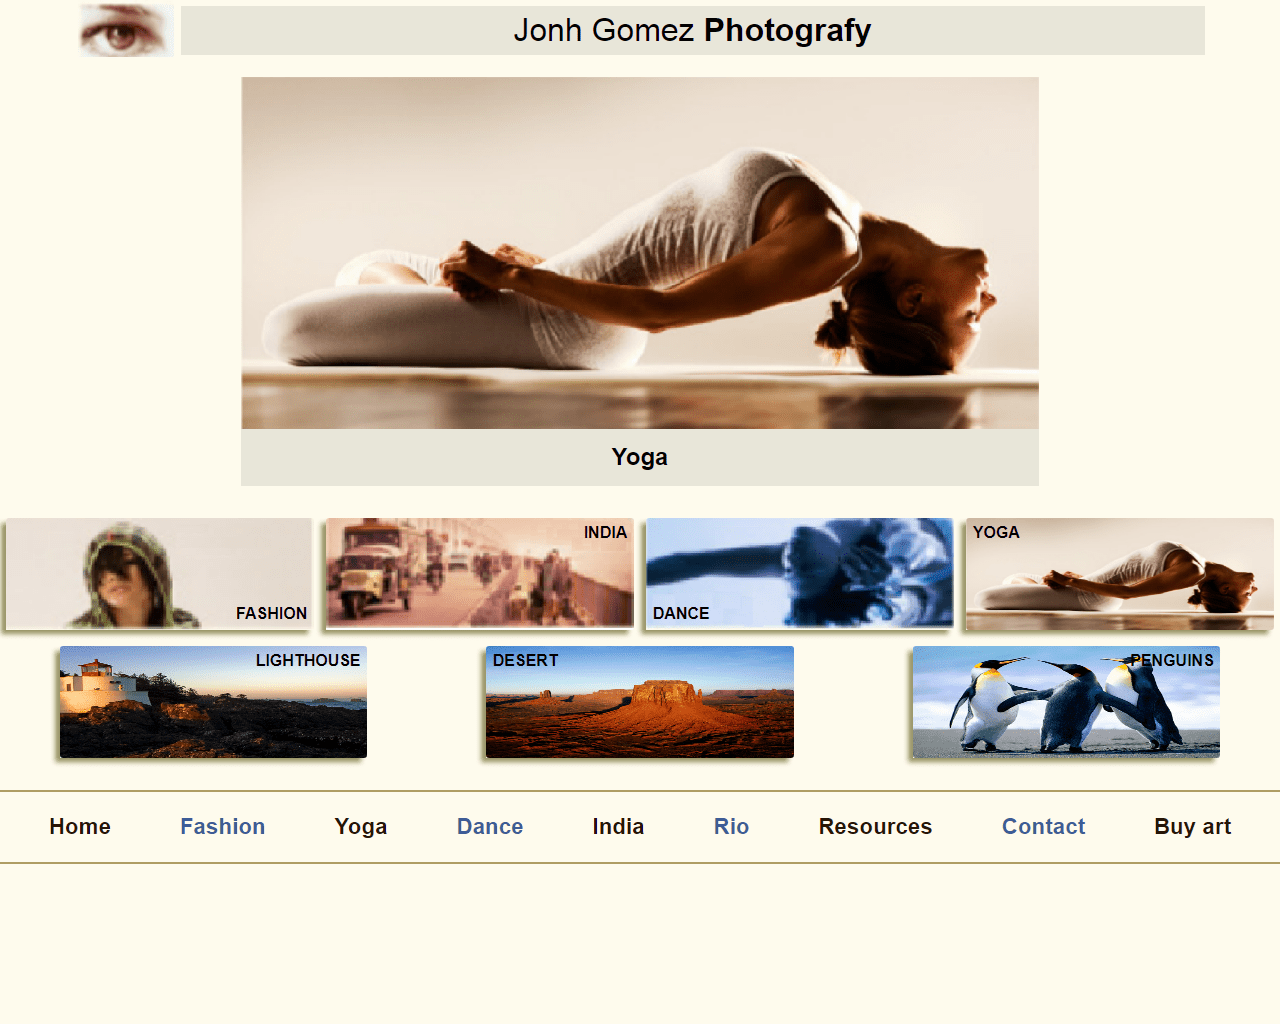 Jonh Gomez Photografy
Yoga
FASHION
INDIA
DANCE
YOGA
LIGHTHOUSE
DESERT
PENGUINS
Home Fashion Yoga Dance India Rio Resources Contact Buy art